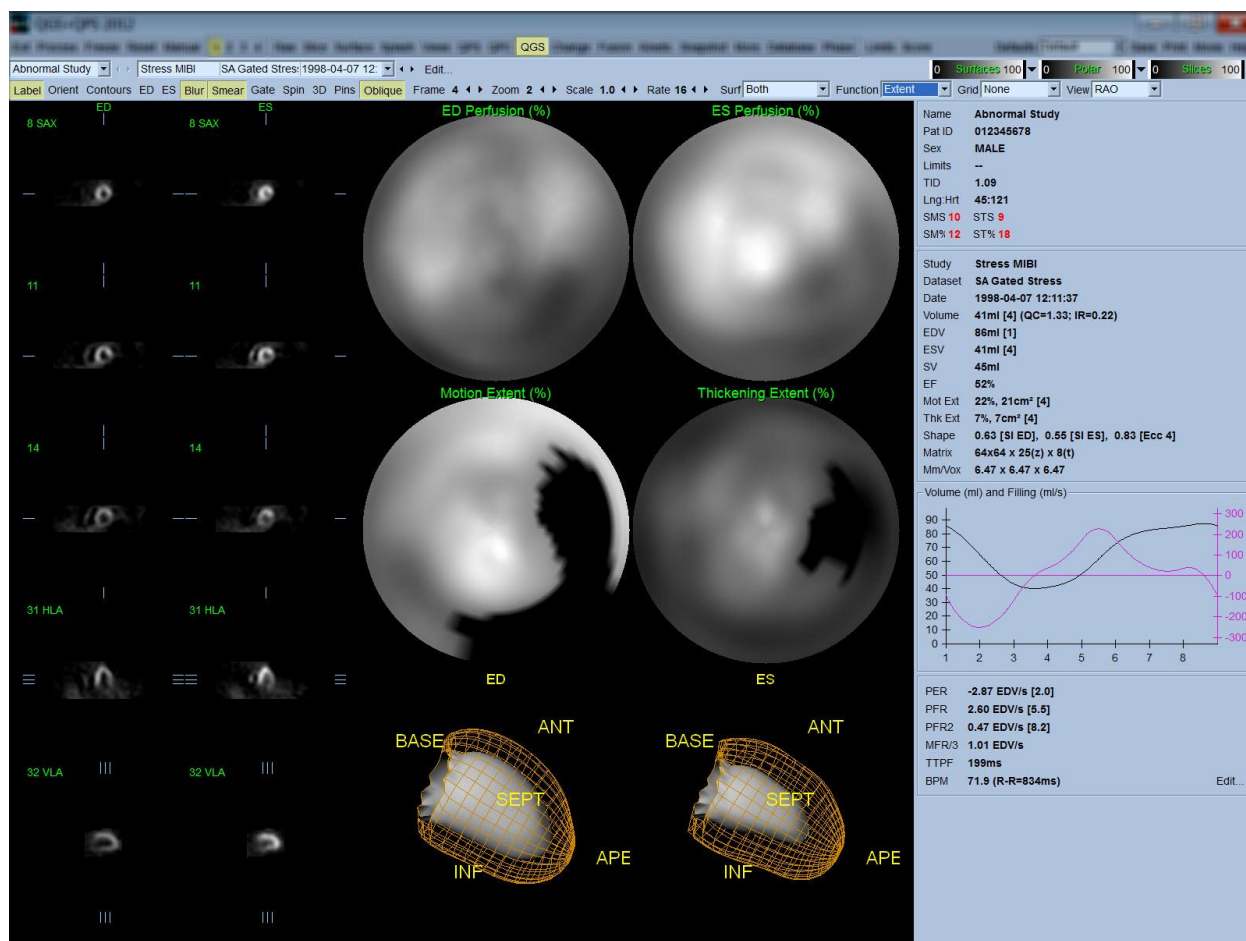 QGS+QPS 2012
QGS
Abnormal Study Stress MIBI SA Gated Stres: 1998-04-07 12: Edit...
0 Surfaces 100 0 Polar 100 0 Slices 100
Label Orient Contours ED ES Blur Smear Gate Spin 3D Pins Oblique Frame 4 Zoom 2 Scale 1.0 Rate 16 Surf Both Function Extent Grid None View RAO
ED ES
8 SAX 8 SAX
11 11
14 14
31 HLA 31 HLA
32 VLA 32 VLA
ED Perfusion (%) ES Perfusion (%)
Motion Extent (%) Thickening Extent (%)
ED ES
BASE ANT SEPT INF APE
BASE ANT SEPT INF APE
Name Abnormal Study
Pat ID 012345678
Sex MALE
Limits --
TID 1.09
Lng:Hrt 45:121
SMS 10 STS 9
SM% 12 ST% 18
Study Stress MIBI
Dataset SA Gated Stress
Date 1998-04-07 12:11:37
Volume 41ml [4] (QC=1.33; IR=0.22)
EDV 86ml [1]
ESV 41ml [4]
SV 45ml
EF 52%
Mot Ext 22%, 21cm² [4]
Thk Ext 7%, 7cm² [4]
Shape 0.63 [SI ED], 0.55 [SI ES], 0.83 [Ecc 4]
Matrix 64x64 x 25(z) x 8(t)
Mm/Vox 6.47 x 6.47 x 6.47
Volume (ml) and Filling (ml/s)
90 300
80 200
70
60 100
50 0
40
30 -100
20 -200
10
0 -300
1 2 3 4 5 6 7 8
PER -2.87 EDV/s [2.0]
PFR 2.60 EDV/s [5.5]
PFR2 0.47 EDV/s [8.2]
MFR/3 1.01 EDV/s
TTPF 199ms
BPM 71.9 (R-R=834ms) Edit...